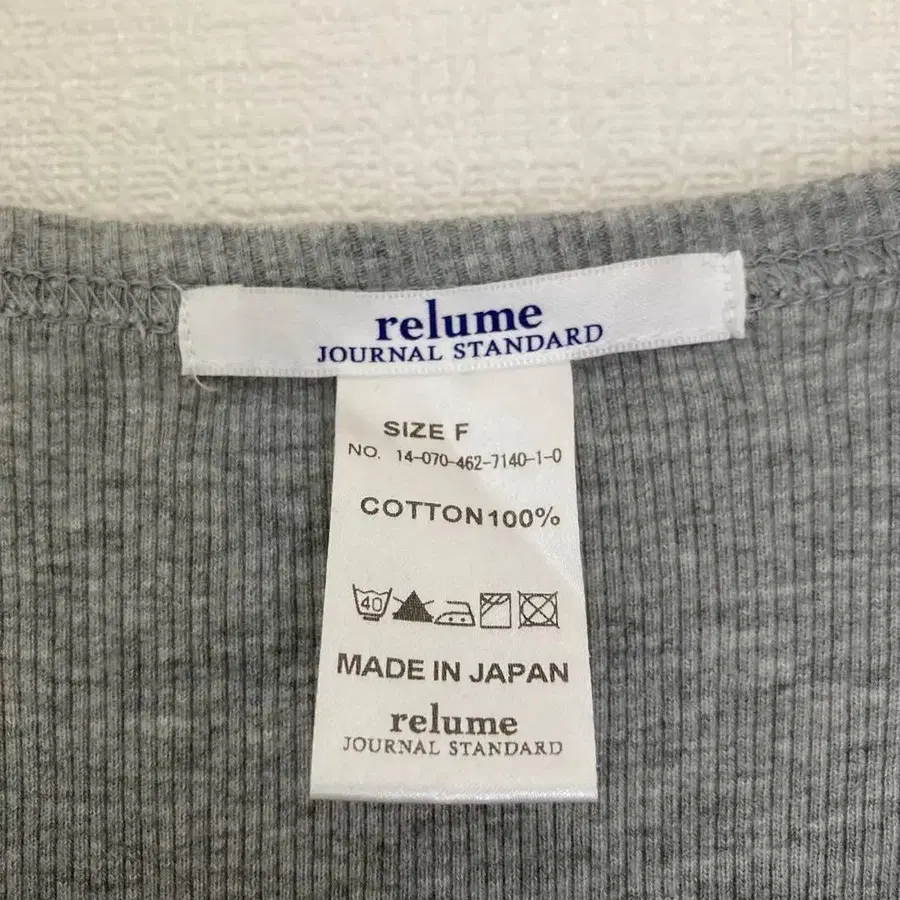 relume
JOURNAL STANDARD
SIZE F
NO. 14-070-462-7140-1-0
COTTON100%
40
MADE IN JAPAN
relume
JOURNAL STANDARD